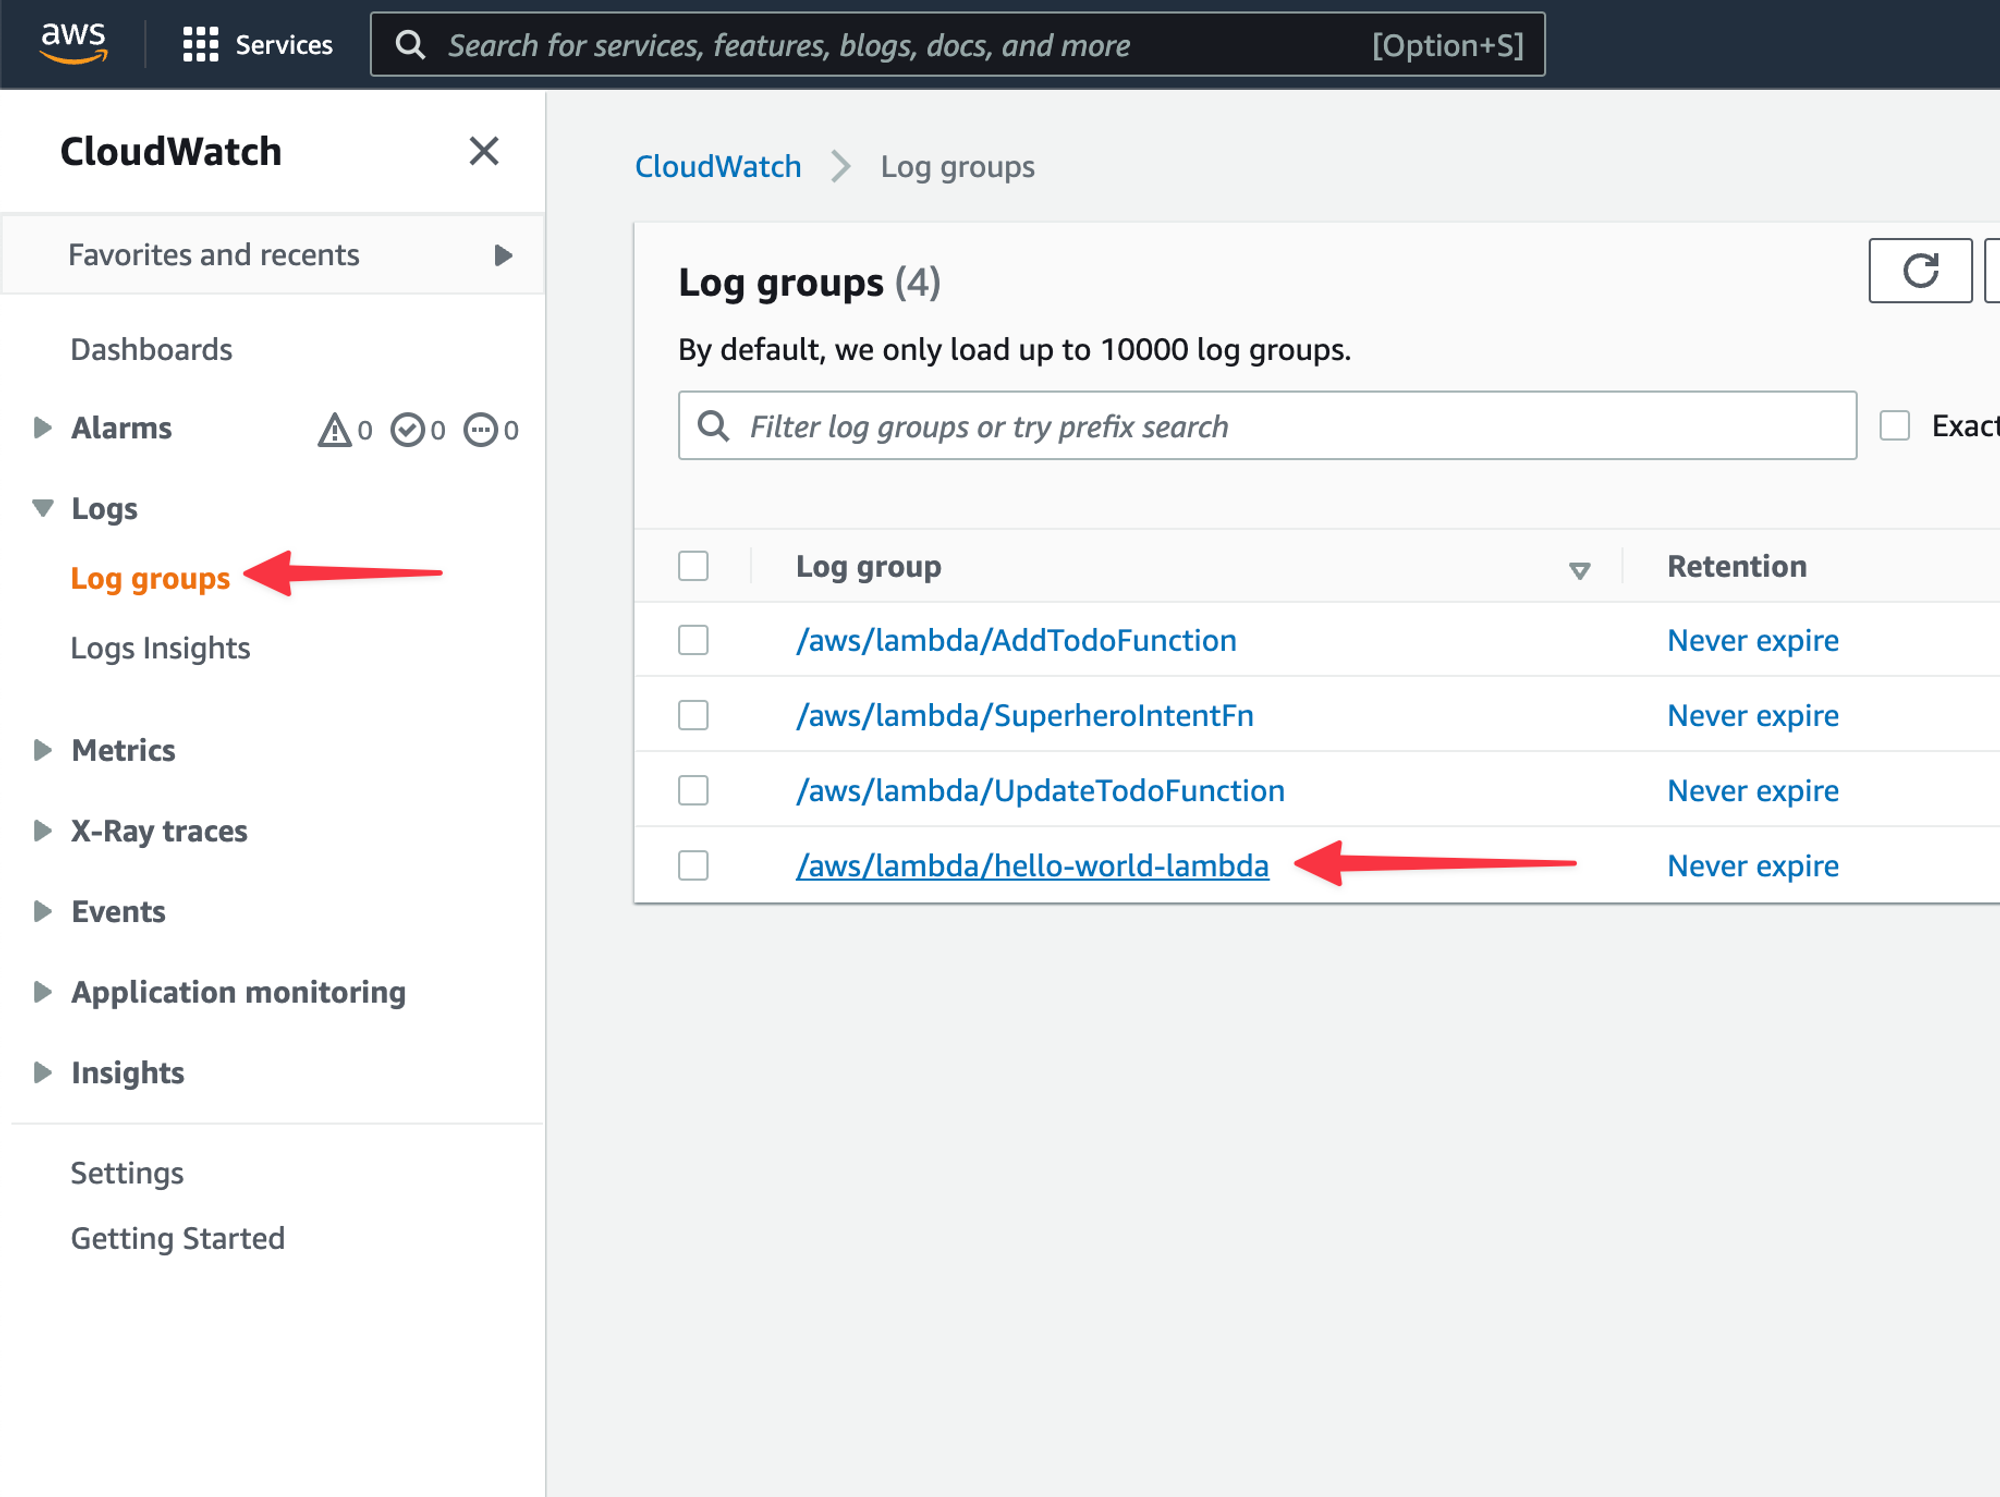 aws Services Search for services, features, blogs, docs, and more [Option+S]
CloudWatch
Favorites and recents
Dashboards
Alarms 0 0 0
Logs
Log groups
Logs Insights
Metrics
X-Ray traces
Events
Application monitoring
Insights
Settings
Getting Started
CloudWatch Log groups
Log groups (4)
By default, we only load up to 10000 log groups.
Filter log groups or try prefix search Exact
Log group Retention
/aws/lambda/AddTodoFunction Never expire
/aws/lambda/SuperheroIntentFn Never expire
/aws/lambda/UpdateTodoFunction Never expire
/aws/lambda/hello-world-lambda Never expire